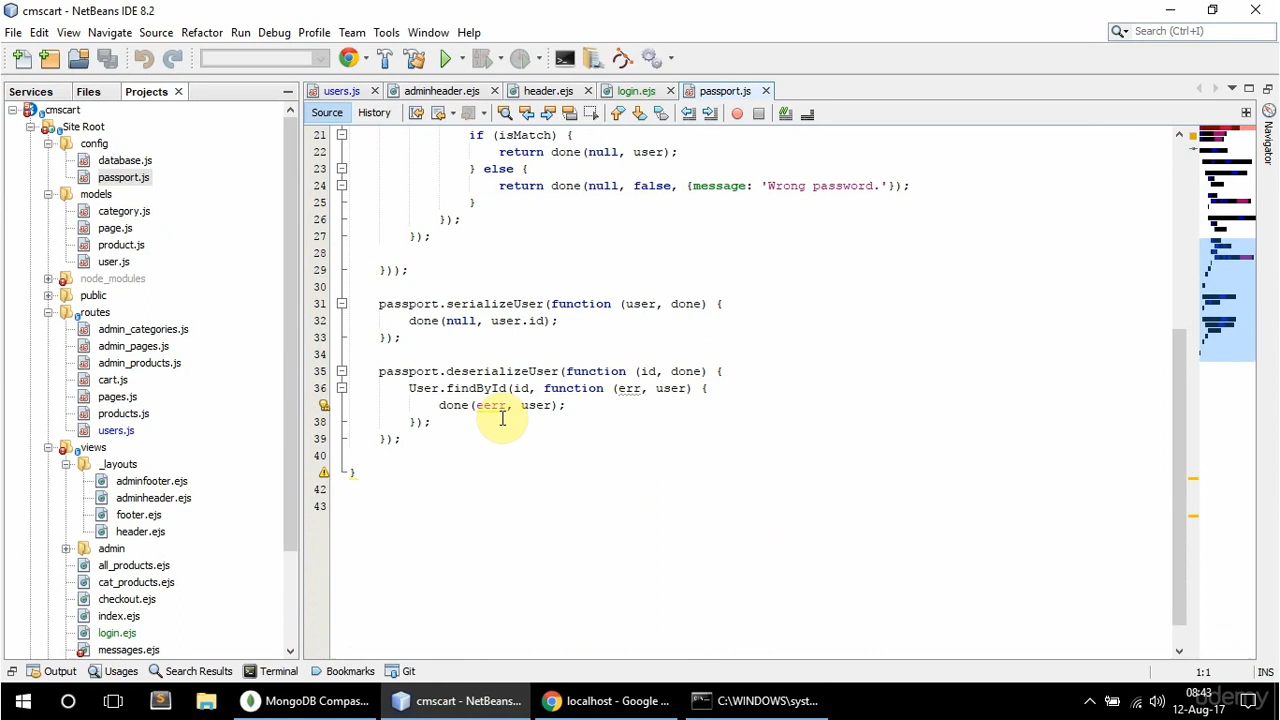 cmscart - NetBeans IDE 8.2
File Edit View Navigate Source Refactor Run Debug Profile Team Tools Window Help
Search (Ctrl+I)
Services Files Projects
users.js adminheader.ejs header.ejs login.ejs passport.js
Source History
Navigator
cmscart
Site Root
config
database.js
passport.js
models
category.js
page.js
product.js
user.js
node_modules
public
routes
admin_categories.js
admin_pages.js
admin_products.js
cart.js
pages.js
products.js
users.js
views
_layouts
adminfooter.ejs
adminheader.ejs
footer.ejs
header.ejs
admin
all_products.ejs
cat_products.ejs
checkout.ejs
index.ejs
login.ejs
messages.ejs
21 if (isMatch) {
22 return done(null, user);
23 } else {
24 return done(null, false, {message: 'Wrong password.'});
25 }
26 });
27 });
28
29 }));
30
31 passport.serializeUser(function (user, done) {
32 done(null, user.id);
33 });
34
35 passport.deserializeUser(function (id, done) {
36 User.findById(id, function (err, user) {
done(eerr, user);
38 });
39 });
40
}
42
43
Output Usages Search Results Terminal Bookmarks Git
1:1 INS
MongoDB Compas... cmscart - NetBeans... localhost - Google ... C:\WINDOWS\syst...
08:43
12-Aug-17
udemy